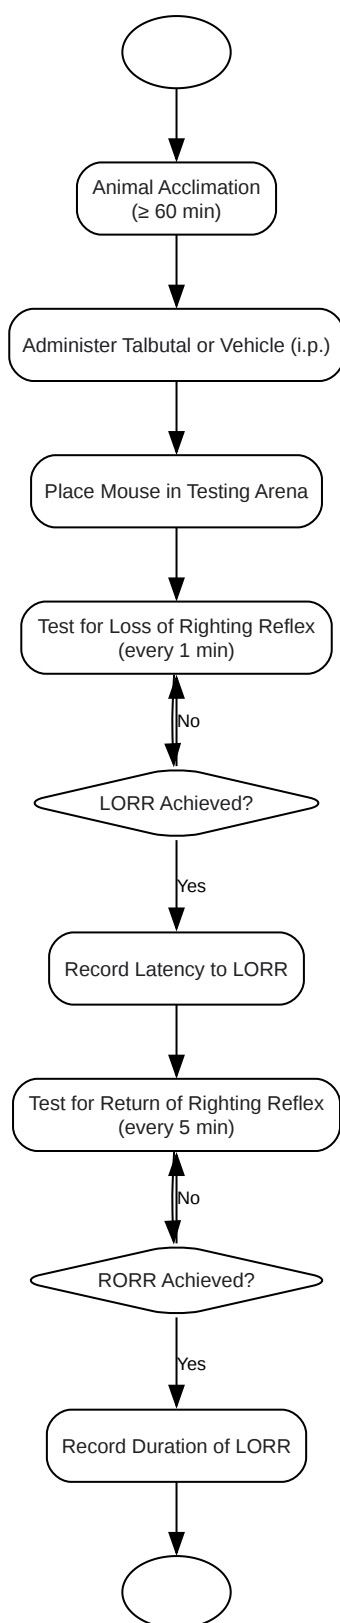 Animal Acclimation
(≥ 60 min)
Administer Talbutal or Vehicle (i.p.)
Place Mouse in Testing Arena
Test for Loss of Righting Reflex
(every 1 min)
No
LORR Achieved?
Yes
Record Latency to LORR
Test for Return of Righting Reflex
(every 5 min)
No
RORR Achieved?
Yes
Record Duration of LORR